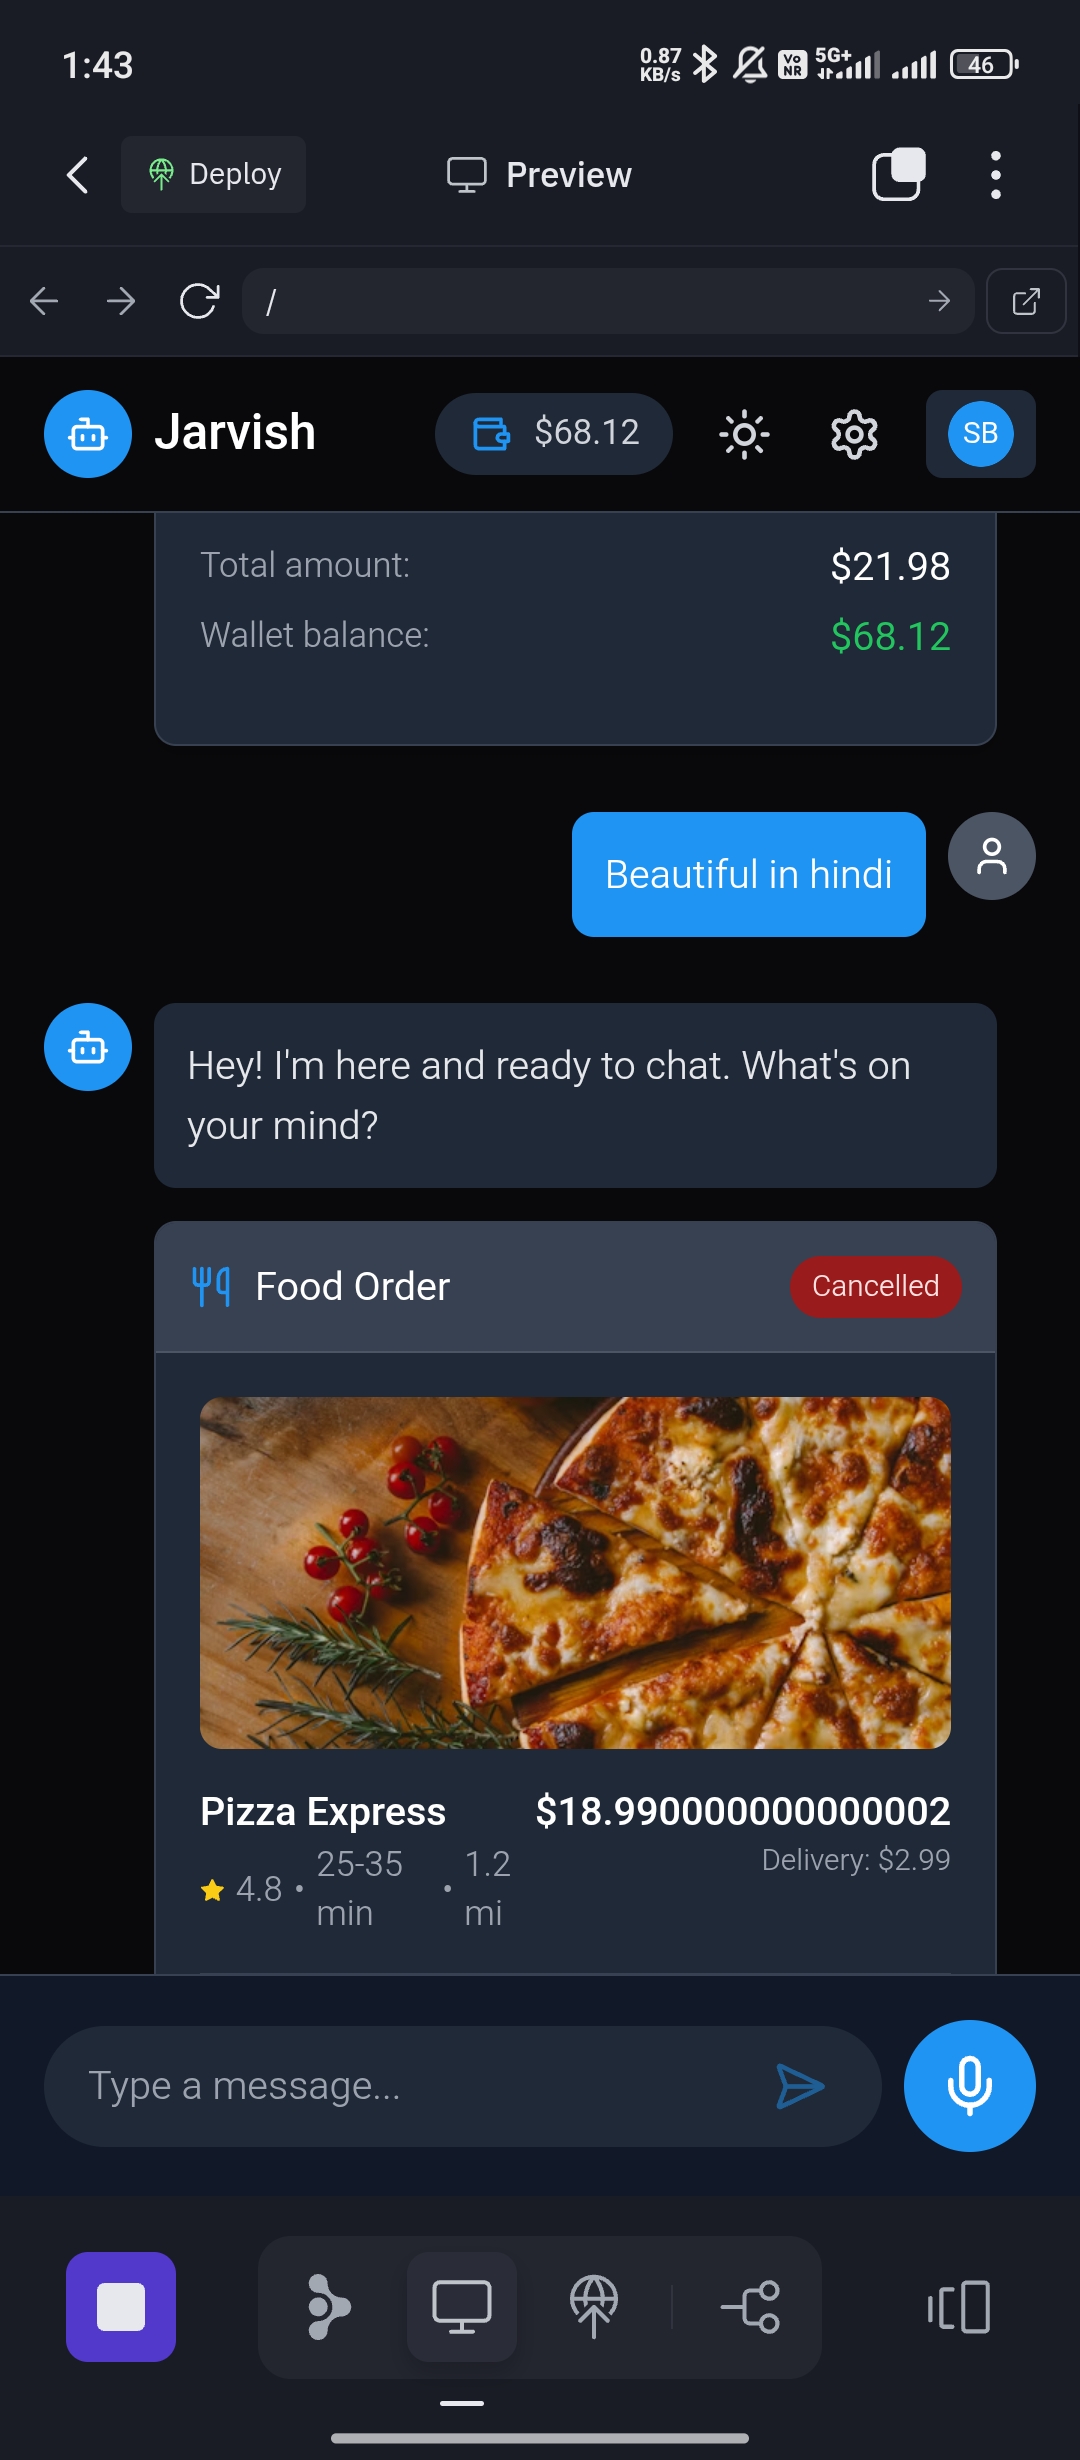 1:43
0.87
KB/s
Vo
NR
5G+
46
Deploy
Preview
/
Jarvish
$68.12
SB
Total amount:
$21.98
Wallet balance:
$68.12
Beautiful in hindi
Hey! I'm here and ready to chat. What's on
your mind?
Food Order
Cancelled
Pizza Express
$18.990000000000002
4.8 • 25-35 min • 1.2 mi
Delivery: $2.99
Type a message...